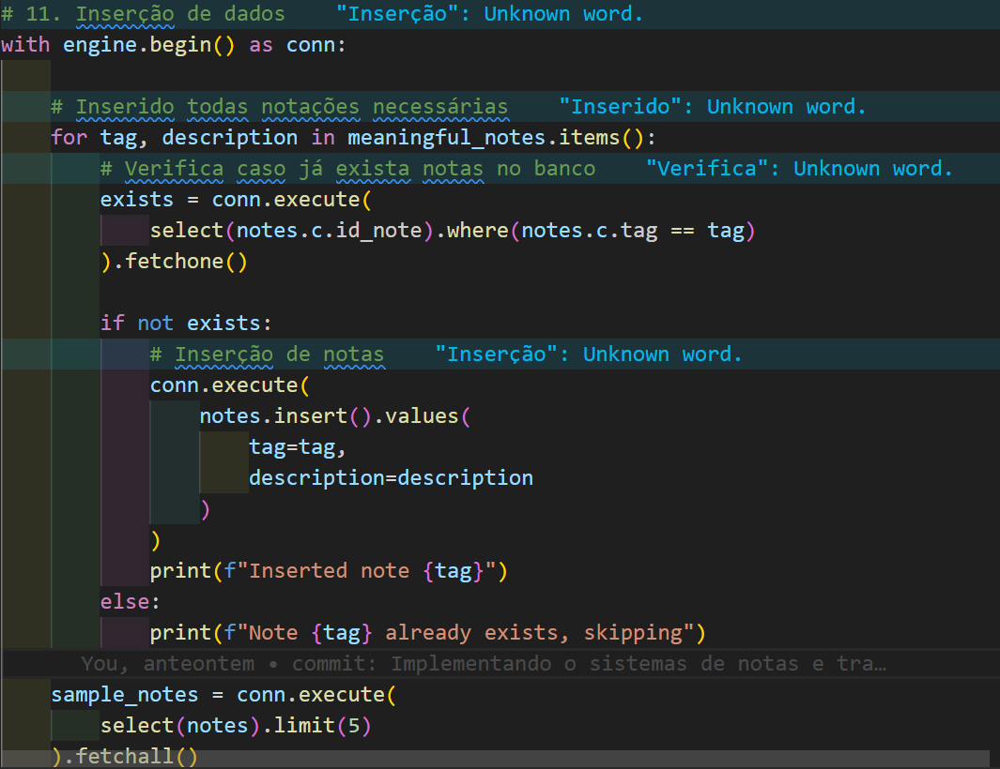 # 11. Inserção de dados    "Inserção": Unknown word.
with engine.begin() as conn:
# Inserido todas notações necessárias    "Inserido": Unknown word.
for tag, description in meaningful_notes.items():
# Verifica caso já exista notas no banco    "Verifica": Unknown word.
exists = conn.execute(
select(notes.c.id_note).where(notes.c.tag == tag)
).fetchone()
if not exists:
# Inserção de notas    "Inserção": Unknown word.
conn.execute(
notes.insert().values(
tag=tag,
description=description
)
)
print(f"Inserted note {tag}")
else:
print(f"Note {tag} already exists, skipping")
You, anteontem • commit: Implementando o sistemas de notas e tra…
sample_notes = conn.execute(
select(notes).limit(5)
).fetchall()